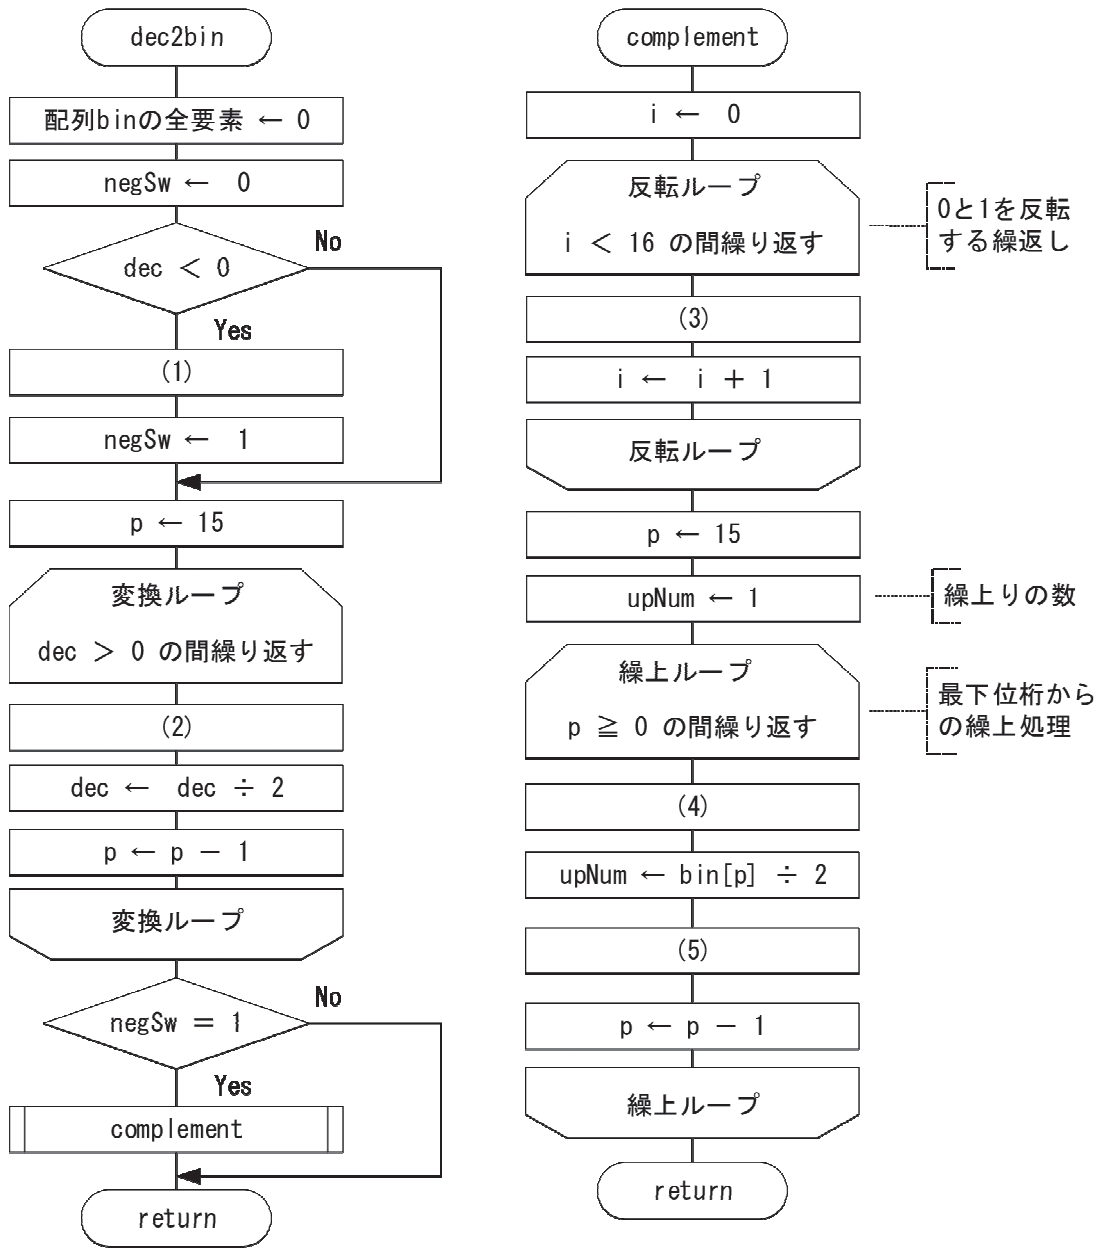 dec2bin
配列binの全要素 ← 0
negSw ← 0
dec < 0
No
Yes
(1)
negSw ← 1
p ← 15
変換ループ
dec > 0 の間繰り返す
(2)
dec ← dec ÷ 2
p ← p － 1
変換ループ
negSw = 1
No
Yes
complement
return
complement
i ← 0
反転ループ
i < 16 の間繰り返す
0と1を反転
する繰返し
(3)
i ← i + 1
反転ループ
p ← 15
upNum ← 1
繰上りの数
繰上ループ
p ≧ 0 の間繰り返す
最下位桁から
の繰上処理
(4)
upNum ← bin[p] ÷ 2
(5)
p ← p － 1
繰上ループ
return